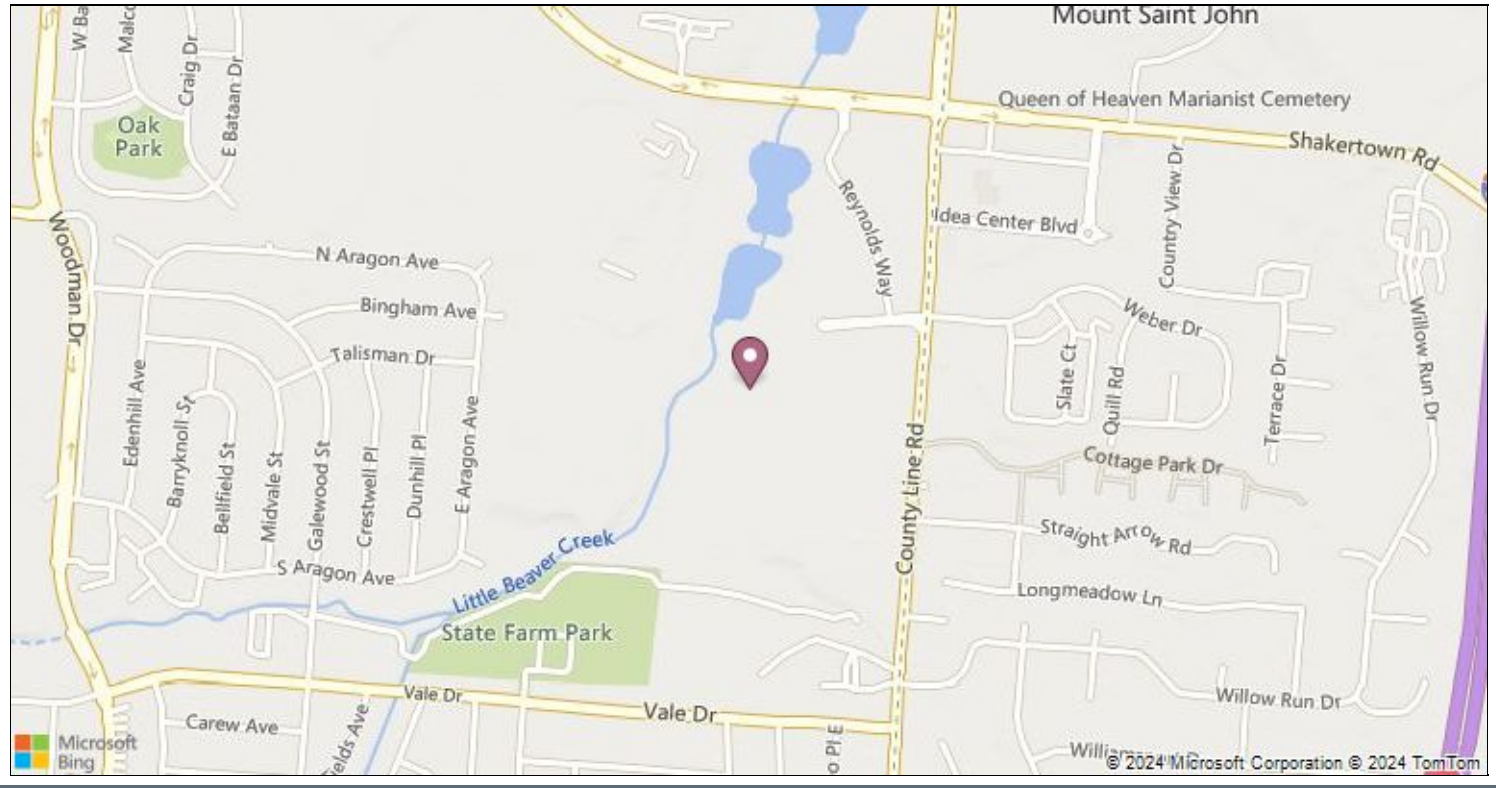 Mount Saint John
W Ba
Malco
Craig Dr
E Bataan Dr
Queen of Heaven Marianist Cemetery
Oak
Park
Shakertown Rd
Country View Dr
Reynolds Way
Idea Center Blvd
Woodman Dr
N Aragon Ave
Bingham Ave
Talisman Dr
Weber Dr
Willow Run Dr
Slate Ct
Quill Rd
Terrace Dr
Edenhill Ave
Barryknoll St
Bellfield St
Midvale St
Galewood St
Crestwell Pl
Dunhill Pl
E Aragon Ave
County Line Rd
Cottage Park Dr
Straight Arrow Rd
S Aragon Ave
Little Beaver Creek
Longmeadow Ln
State Farm Park
Vale Dr
Vale Dr
Willow Run Dr
Carew Ave
ields Ave
o Pl E
Microsoft
Bing
© 2024 Microsoft Corporation © 2024 TomTom